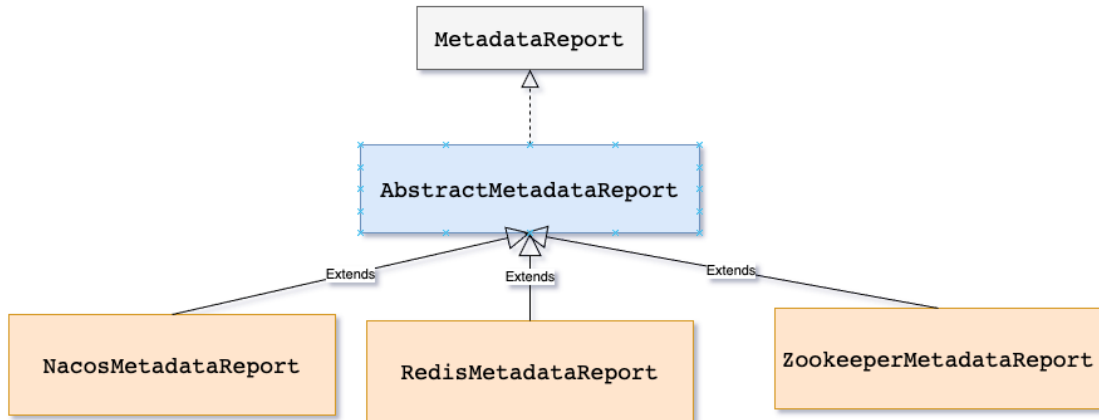 MetadataReport
AbstractMetadataReport
Extends
Extends
Extends
NacosMetadataReport
RedisMetadataReport
ZookeeperMetadataReport